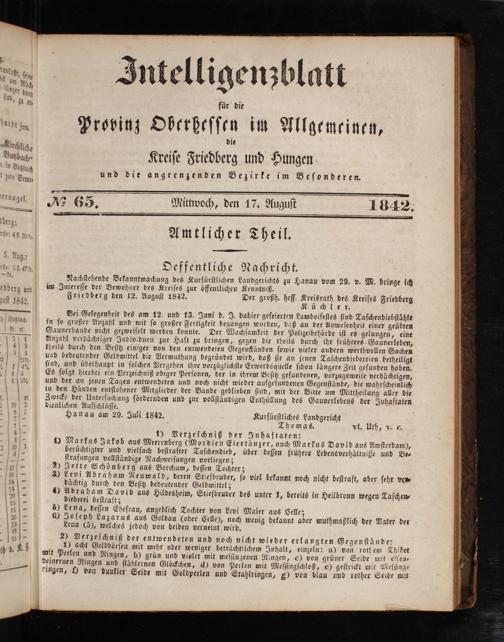 Intelligenzblatt
für die
Provinz Oberhessen im Allgemeinen,
die
Kreise Friedberg und Hungen
und die angrenzenden Bezirke im Besonderen.
№ 65. Mittwoch, den 17. August 1842.
Amtlicher Theil.
Oeffentliche Nachricht.
Nachstehende Bekanntmachung des Kurfürstlichen Landgerichts zu Hanau vom 29. v. M. bringe ich
im Interesse der Bewohner des Kreises zur öffentlichen Kenntniß.
Friedberg den 12. August 1842. Der großh. hess. Kreisrath des Kreises Friedberg
Küchler.
Bei Gelegenheit des am 12. und 13. Juni d. J. dahier gefeierten Lamboifestes sind Taschendiebstähle
in so großer Anzahl und mit so großer Fertigkeit begangen worden, daß an der Anwesenheit einer geübten
Gaunerbande nicht gezweifelt werden konnte. Der Wachsamkeit der Polizeibehörde ist es gelungen, eine
Anzahl verdächtiger Individuen zur Haft zu bringen, gegen die theils durch ihr früheres Gaunerleben,
theils durch den Besitz einiger von den entwendeten Gegenständen sowie vieler andern werthvollen Sachen
und bedeutender Geldmittel die Vermuthung begründet wird, daß sie an jenen Taschendiebereien betheiligt
sind, und überhaupt in solchen Vergehen ihre vorzüglichste Erwerbsquelle schon längere Zeit gefunden haben.
Es folgt hierbei ein Verzeichniß obiger Personen, der in ihrem Besitz gefundenen, vorzugsweise verdächtigen,
und der an jenen Tagen entwendeten und noch nicht wieder aufgefundenen Gegenstände, die wahrscheinlich
in den Händen entflohener Mitglieder der Bande geblieben sind, mit der Bitte um Mittheilung aller die
Zwecke der Untersuchung fördernden und zur vollständigen Enthüllung des Gaunerlebens der Inhaftaten
dienlichen Aufschlüsse.
Hanau am 29. Juli 1842. Kurfürstliches Landgericht
Thomas. vt. Uth, v. c.
1) Verzeichniß der Inhaftaten:
1) Markus Jakob aus Meerenberg (Mordien Eiertänzer, auch Markus David aus Amsterdam),
berüchtigter und vielfach bestrafter Taschendieb, über dessen frühere Lebensverhältnisse und Be-
strafungen vollständige Nachweisungen vorliegen;
2) Jette Schönberg aus Borcham, dessen Tochter;
3) Levi Abraham Neuwald, deren Stiefbruder, so viel bekannt noch nicht bestraft, aber sehr ver-
dächtig durch den Besitz bedeutender Geldmittel;
4) Abraham David aus Hildesheim, Stiefbruder des unter 1, bereits in Heilbronn wegen Taschen-
dieberei bestraft;
5) Lena, dessen Ehefrau, angeblich Tochter von Levi Maier aus Celle;
6) Joseph Lazarus aus Goldau (oder Celle), noch wenig bekannt aber muthmaßlich der Vater der
Lena (5), welches jedoch von beiden verneint wird.
2) Verzeichniß der entwendeten und noch nicht wieder erlangten Gegenstände:
1) acht Geldbörsen mit mehr oder weniger beträchtlichem Inhalt, einzeln: a) von rothem Thiket
mit Perlen und Ringen, b) grün und violet mit messingenen Ringen, c) von grüner Seide mit elfen-
beinernen Ringen und stählernen Glöckchen, d) von Perlen mit Messingschloß, e) gestrickt mit Messing-
ringen, f) von dunkler Seide mit Goldperlen und Stahlringen, g) von blau und rother Seide mit